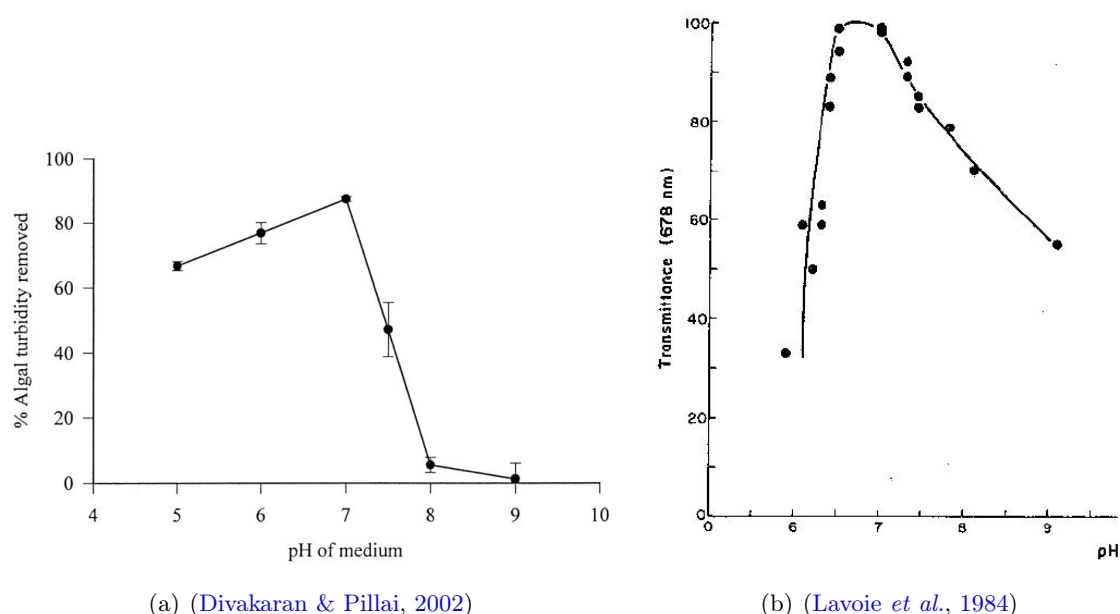 100
80
60
40
20
0
4 5 6 7 8 9 10
% Algal turbidity removed
pH of medium
(a) (Divakaran & Pillai, 2002)
100
80
60
40
20
0
0 6 7 8 9
Transmittance (678 nm)
pH
(b) (Lavoie et al., 1984)